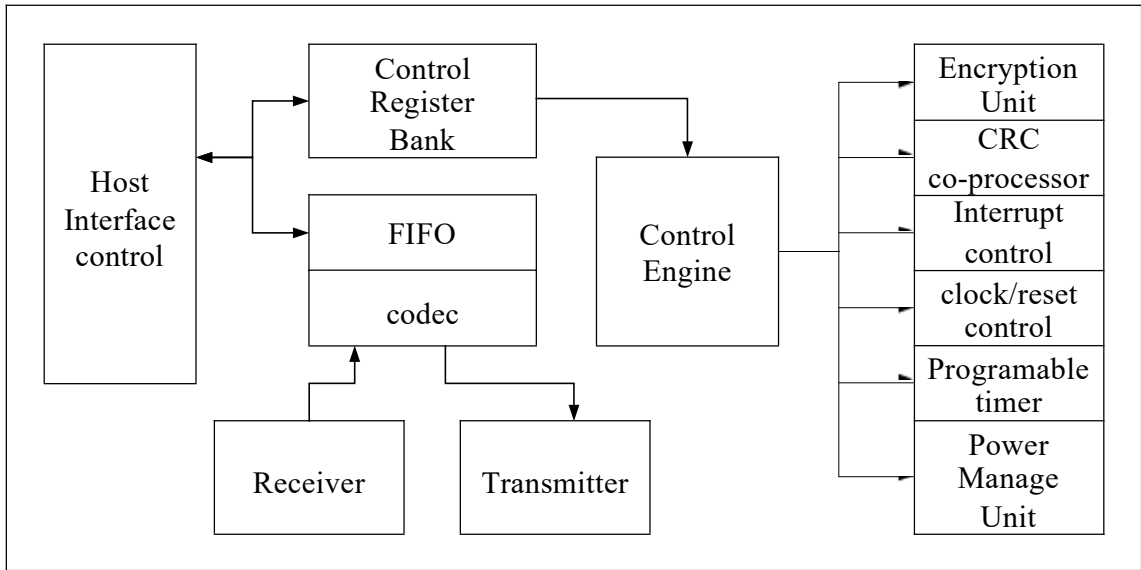 Host
Interface
control
Control
Register
Bank
FIFO
codec
Receiver
Transmitter
Control
Engine
Encryption
Unit
CRC
co-processor
Interrupt
control
clock/reset
control
Programable
timer
Power
Manage
Unit